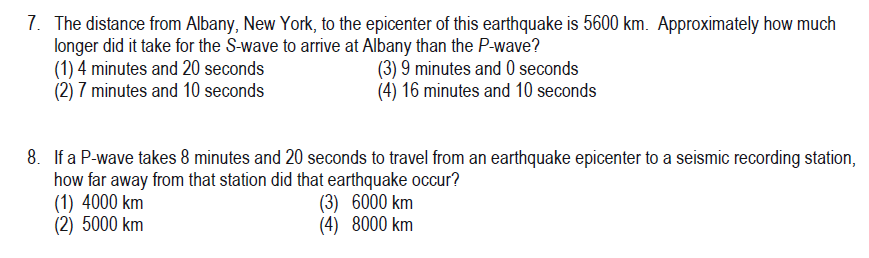 7. The distance from Albany, New York, to the epicenter of this earthquake is 5600 km. Approximately how much
longer did it take for the S-wave to arrive at Albany than the P-wave?
(1) 4 minutes and 20 seconds (3) 9 minutes and 0 seconds
(2) 7 minutes and 10 seconds (4) 16 minutes and 10 seconds
8. If a P-wave takes 8 minutes and 20 seconds to travel from an earthquake epicenter to a seismic recording station,
how far away from that station did that earthquake occur?
(1) 4000 km (3) 6000 km
(2) 5000 km (4) 8000 km